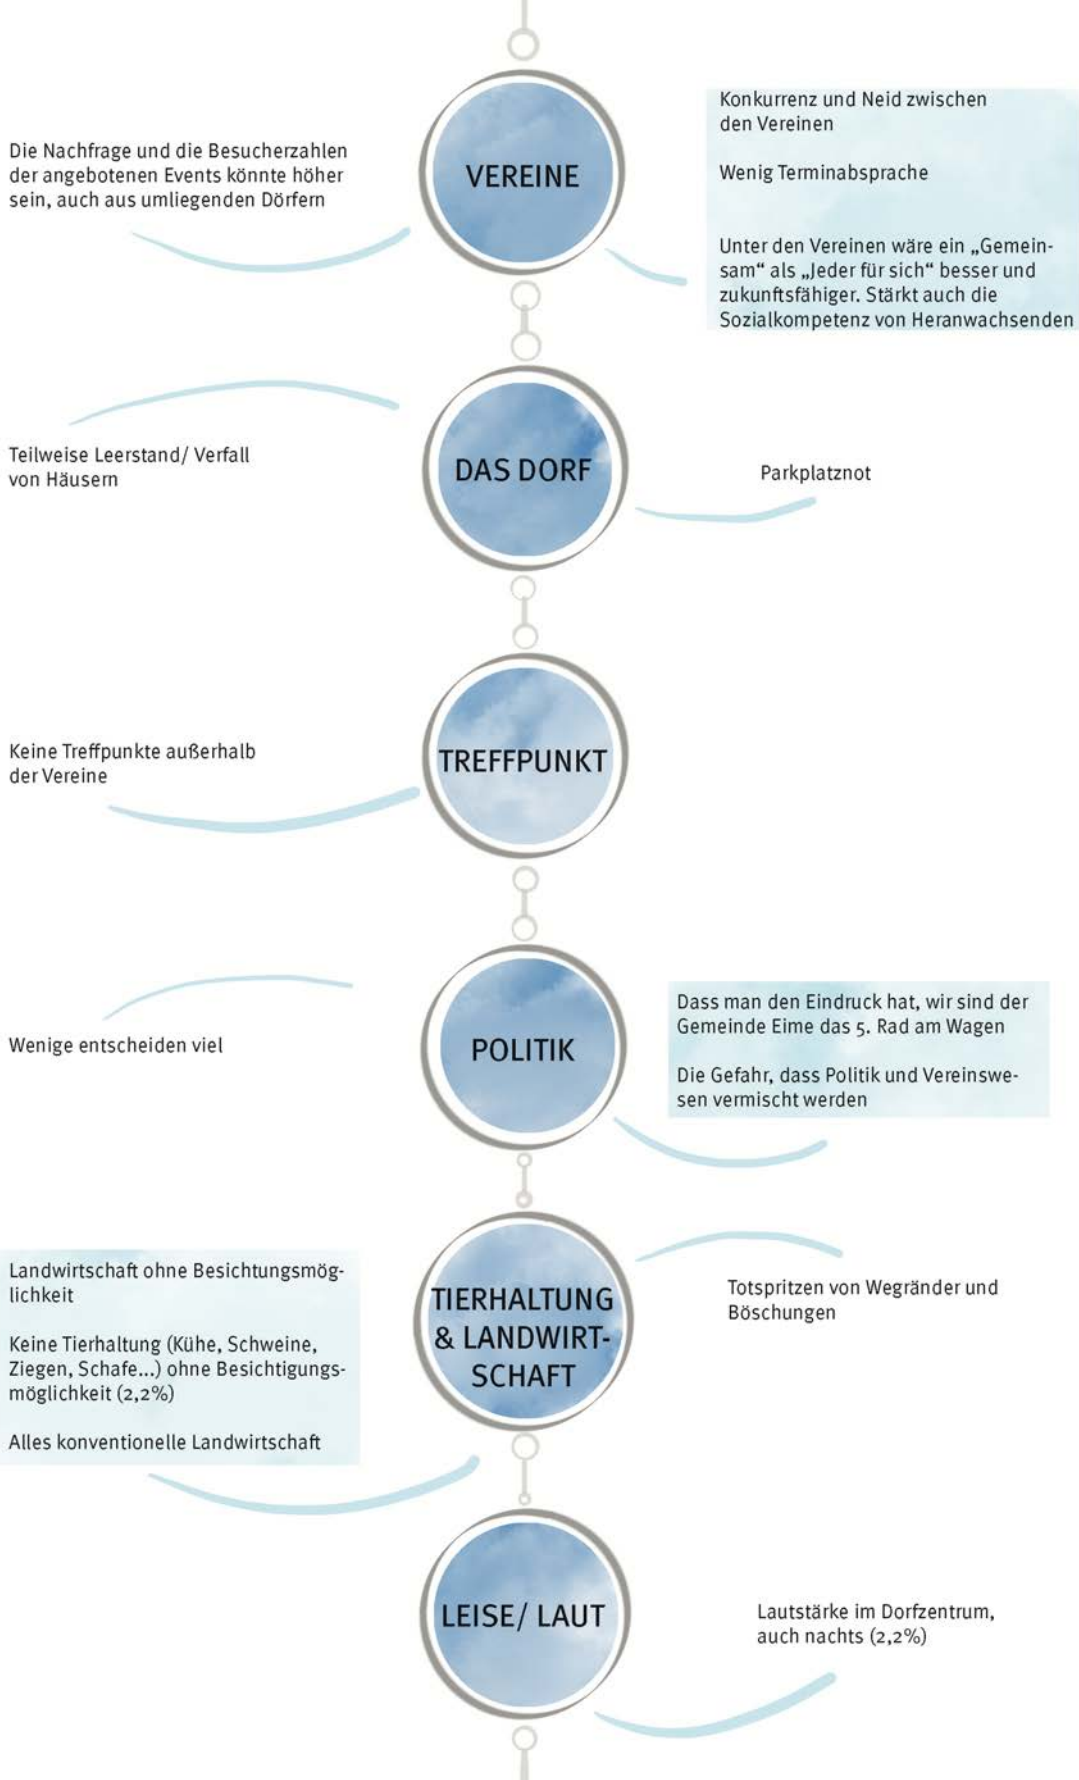 VEREINE
Die Nachfrage und die Besucherzahlen
der angebotenen Events könnte höher
sein, auch aus umliegenden Dörfern
Konkurrenz und Neid zwischen
den Vereinen
Wenig Terminabsprache
Unter den Vereinen wäre ein „Gemein-
sam“ als „Jeder für sich“ besser und
zukunftsfähiger. Stärkt auch die
Sozialkompetenz von Heranwachsenden
DAS DORF
Teilweise Leerstand/ Verfall
von Häusern
Parkplatznot
TREFFPUNKT
Keine Treffpunkte außerhalb
der Vereine
POLITIK
Wenige entscheiden viel
Dass man den Eindruck hat, wir sind der
Gemeinde Eime das 5. Rad am Wagen
Die Gefahr, dass Politik und Vereinswe-
sen vermischt werden
TIERHALTUNG
& LANDWIRT-
SCHAFT
Landwirtschaft ohne Besichtungsmög-
lichkeit
Keine Tierhaltung (Kühe, Schweine,
Ziegen, Schafe...) ohne Besichtigungs-
möglichkeit (2,2%)
Alles konventionelle Landwirtschaft
Totspritzen von Wegränder und
Böschungen
LEISE/ LAUT
Lautstärke im Dorfzentrum,
auch nachts (2,2%)